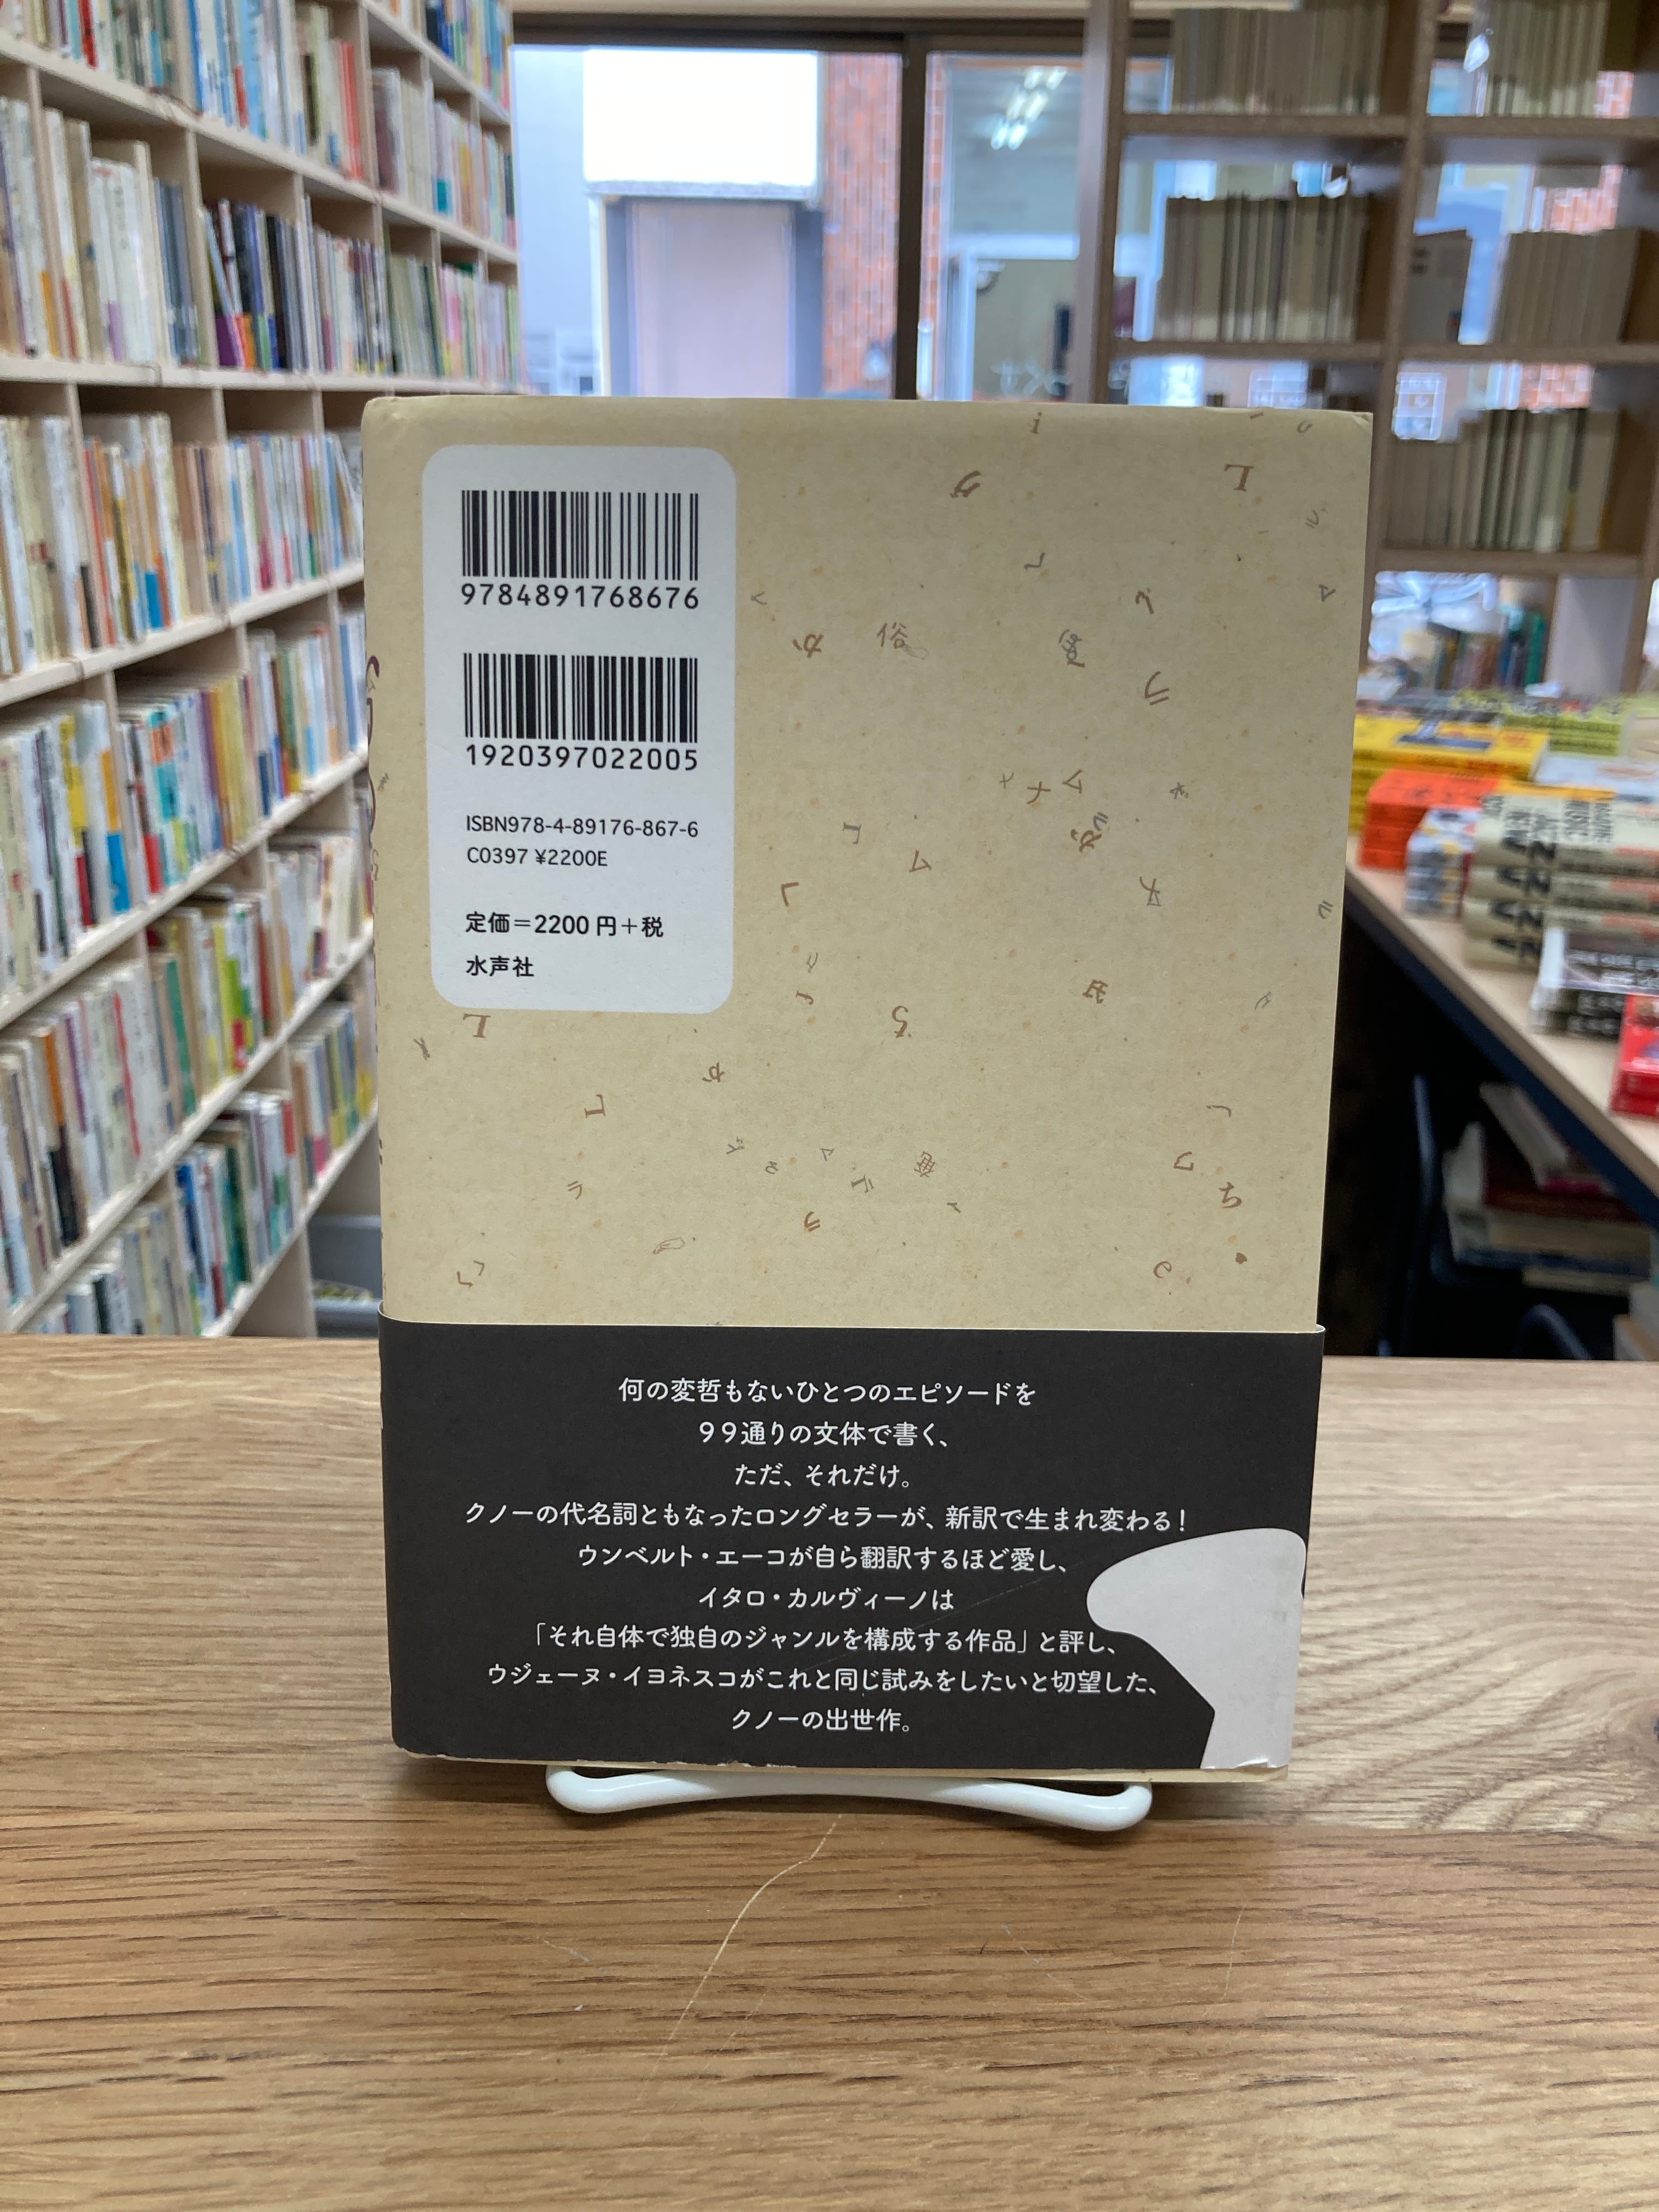 9784891768676
1920397022005
ISBN978-4-89176-867-6
C0397 ¥2200E
定価＝2200円＋税
水声社
何の変哲もないひとつのエピソードを
99通りの文体で書く、
ただ、それだけ。
クノーの代名詞ともなったロングセラーが、新訳で生まれ変わる！
ウンベルト・エーコが自ら翻訳するほど愛し、
イタロ・カルヴィーノは
「それ自体で独自のジャンルを構成する作品」と評し、
ウジェーヌ・イヨネスコがこれと同じ試みをしたいと切望した、
クノーの出世作。